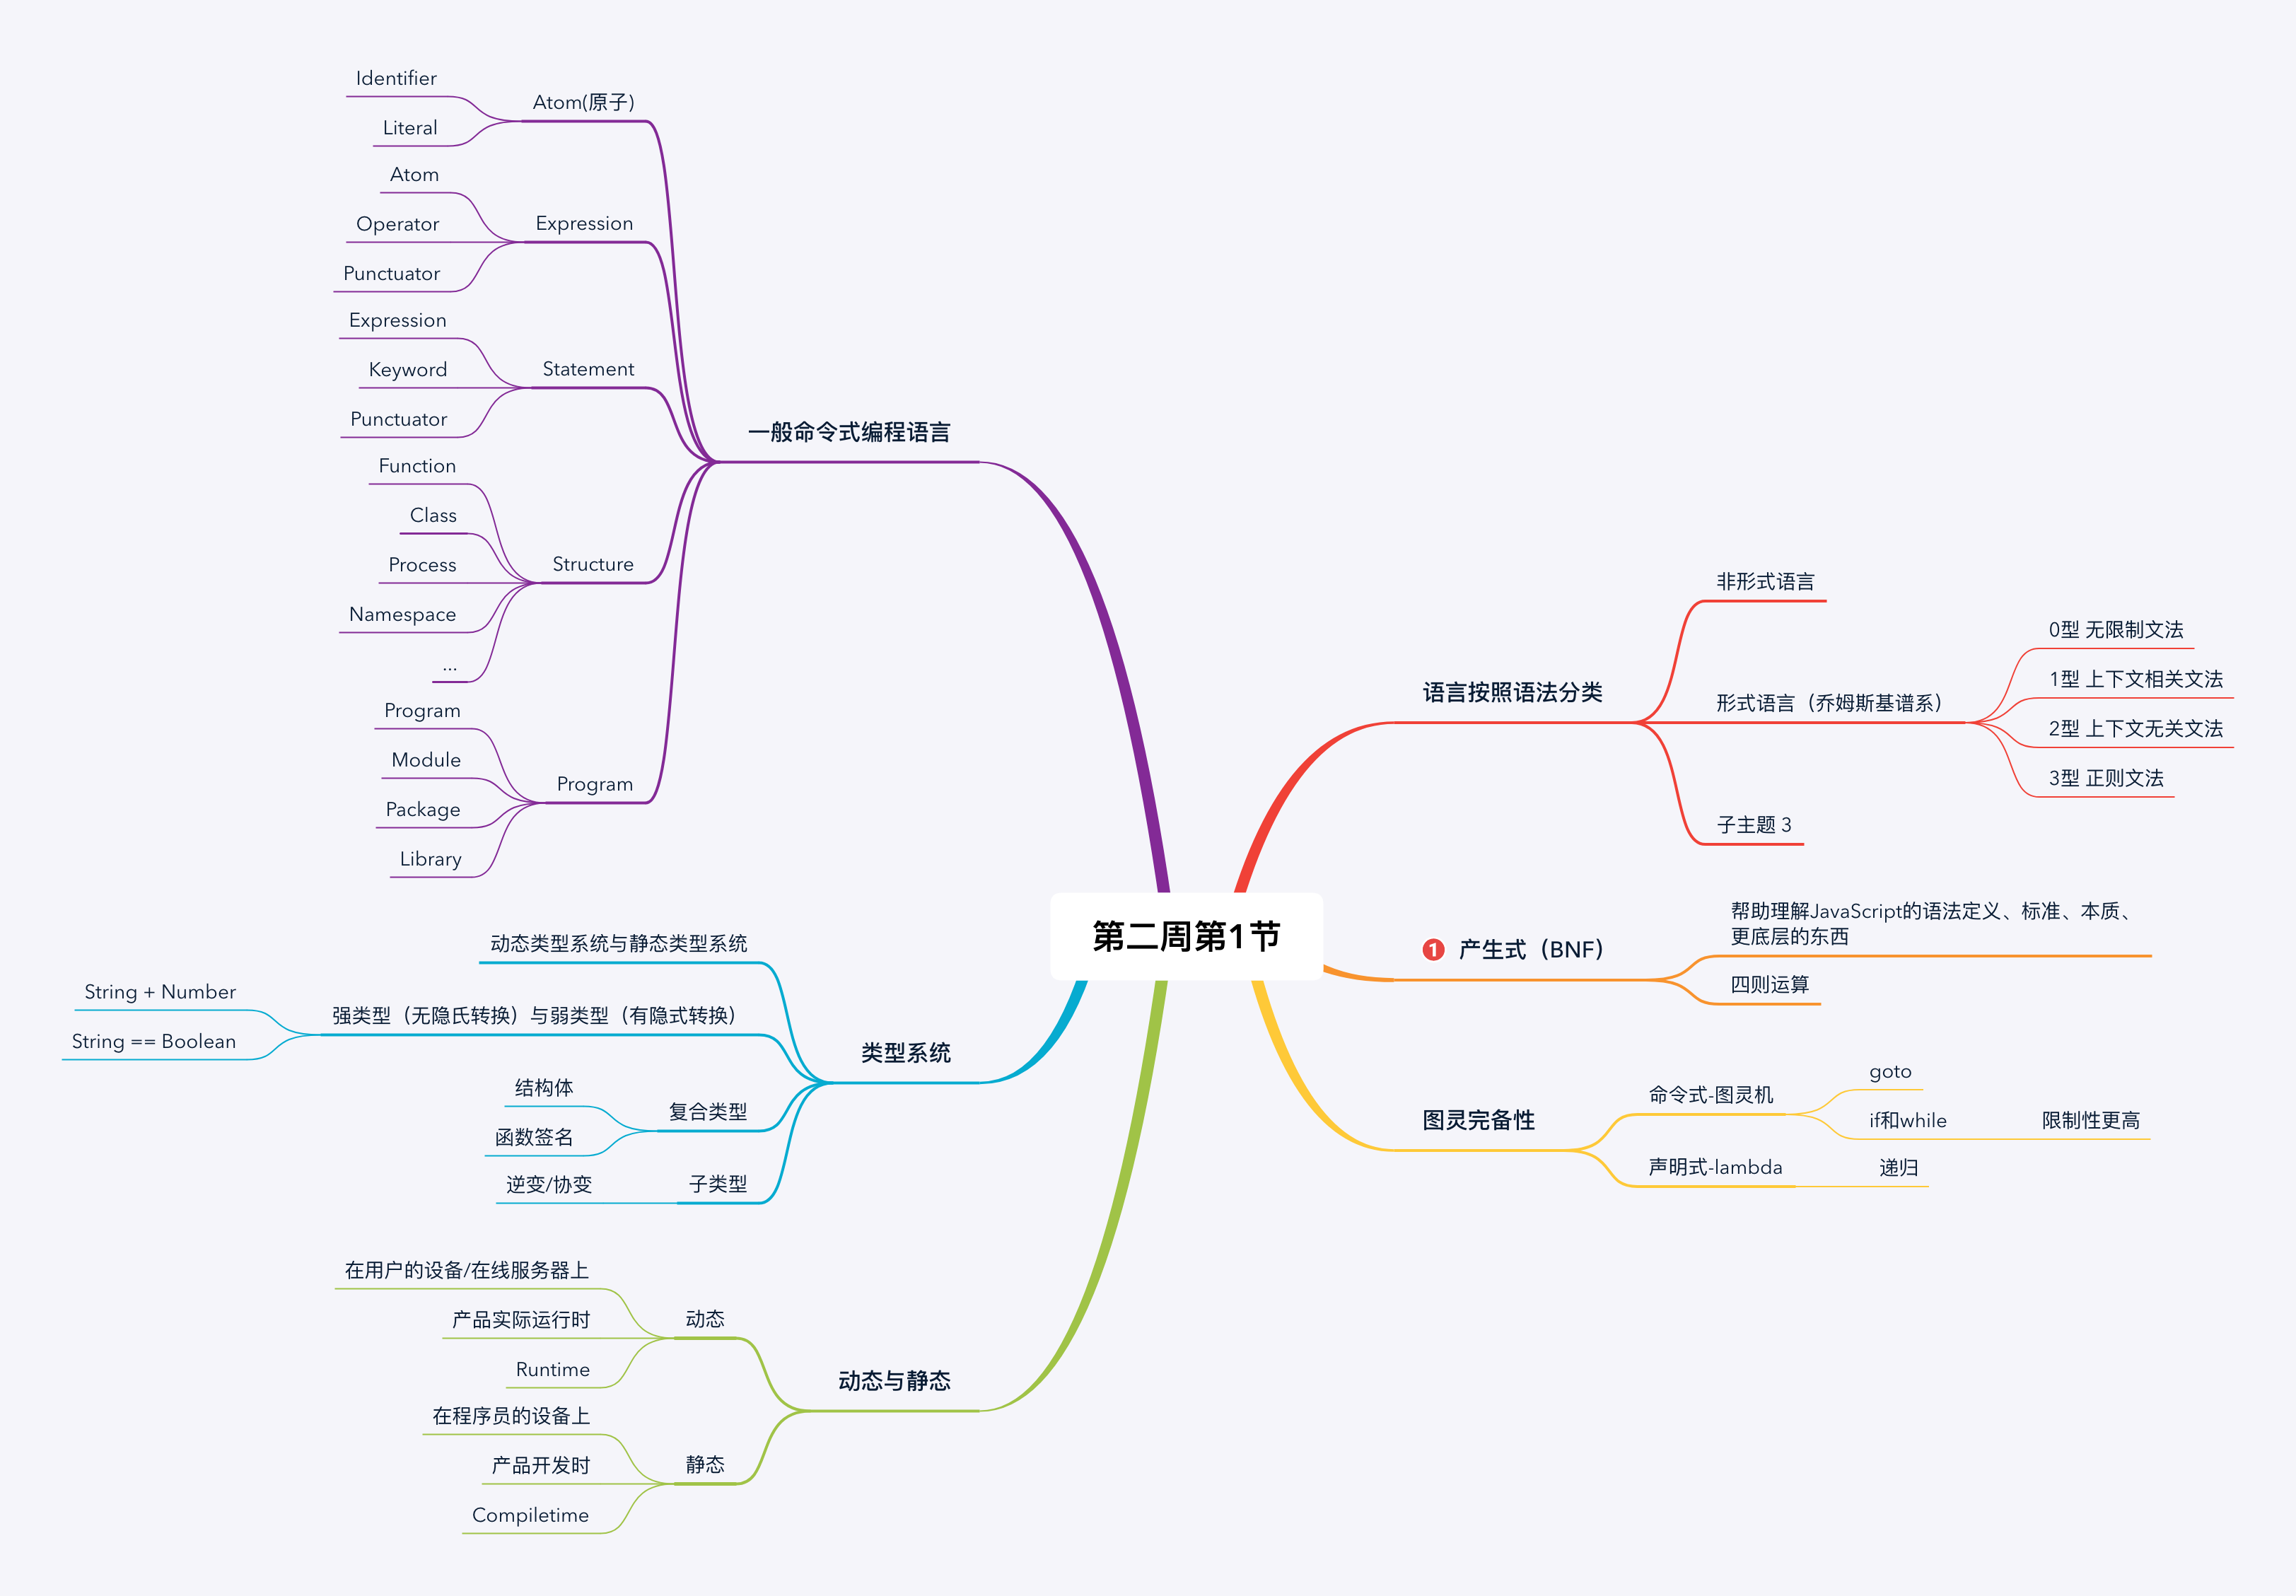 第二周第1节
语言按照语法分类
非形式语言
形式语言（乔姆斯基谱系）
0型 无限制文法
1型 上下文相关文法
2型 上下文无关文法
3型 正则文法
子主题 3
1 产生式（BNF）
帮助理解JavaScript的语法定义、标准、本质、
更底层的东西
四则运算
图灵完备性
命令式-图灵机
goto
if和while
限制性更高
声明式-lambda
递归
动态与静态
动态
在用户的设备/在线服务器上
产品实际运行时
Runtime
静态
在程序员的设备上
产品开发时
Compiletime
类型系统
动态类型系统与静态类型系统
强类型（无隐氏转换）与弱类型（有隐式转换）
String + Number
String == Boolean
复合类型
结构体
函数签名
子类型
逆变/协变
一般命令式编程语言
Atom(原子)
Identifier
Literal
Expression
Atom
Operator
Punctuator
Statement
Expression
Keyword
Punctuator
Structure
Function
Class
Process
Namespace
...
Program
Program
Module
Package
Library